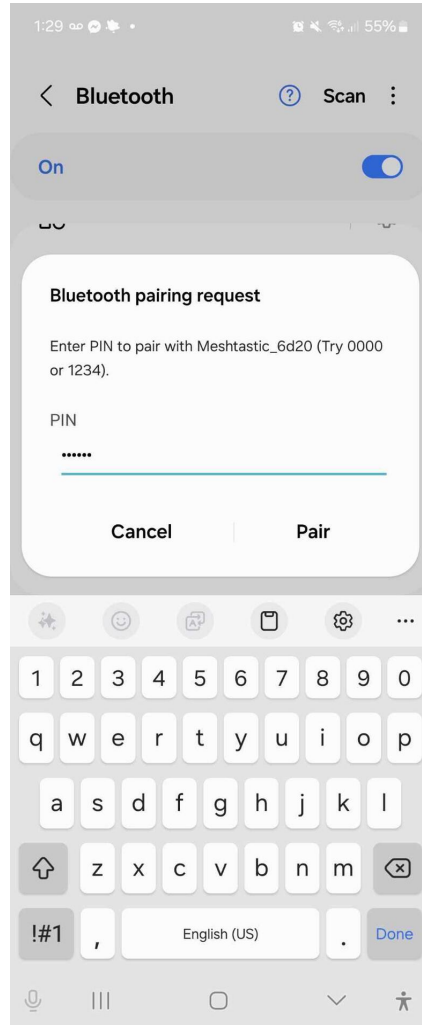 1:29
55%
Bluetooth
Scan
On
Bluetooth pairing request
Enter PIN to pair with Meshtastic_6d20 (Try 0000
or 1234).
PIN
••••••
Cancel Pair
1 2 3 4 5 6 7 8 9 0
q w e r t y u i o p
a s d f g h j k l
z x c v b n m
!#1 , English (US) . Done